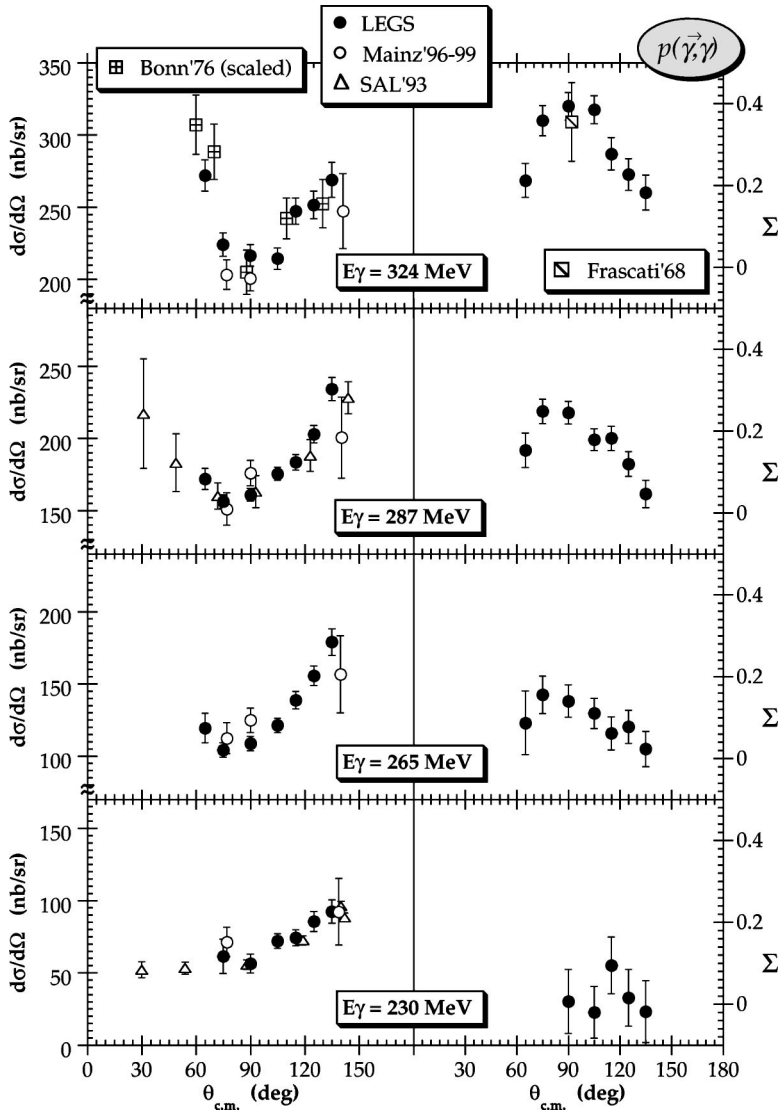 LEGS
Mainz'96-99
SAL'93
Bonn'76 (scaled)
p(γ⃗,γ)
350
300
250
200
dσ/dΩ (nb/sr)
Eγ = 324 MeV
Frascati'68
0.4
0.2
0
Σ
250
200
150
dσ/dΩ (nb/sr)
Eγ = 287 MeV
0.4
0.2
0
Σ
200
150
100
dσ/dΩ (nb/sr)
Eγ = 265 MeV
0.4
0.2
0
Σ
150
100
50
0
dσ/dΩ (nb/sr)
Eγ = 230 MeV
0.4
0.2
0
Σ
0 30 60 90 120 150 30 60 90 120 150 180
θc.m. (deg) θc.m. (deg)